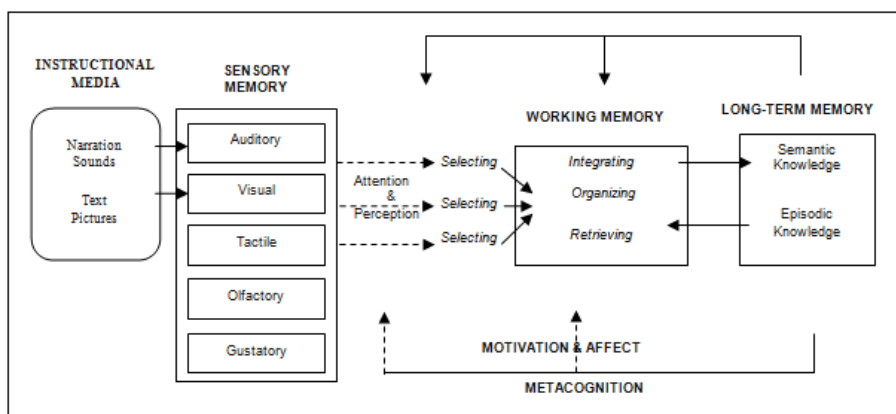 INSTRUCTIONAL
MEDIA
Narration
Sounds
Text
Pictures
SENSORY
MEMORY
Auditory
Visual
Tactile
Olfactory
Gustatory
Attention
&
Perception
Selecting
Selecting
Selecting
WORKING MEMORY
Integrating
Organizing
Retrieving
LONG-TERM MEMORY
Semantic
Knowledge
Episodic
Knowledge
MOTIVATION & AFFECT
METACOGNITION